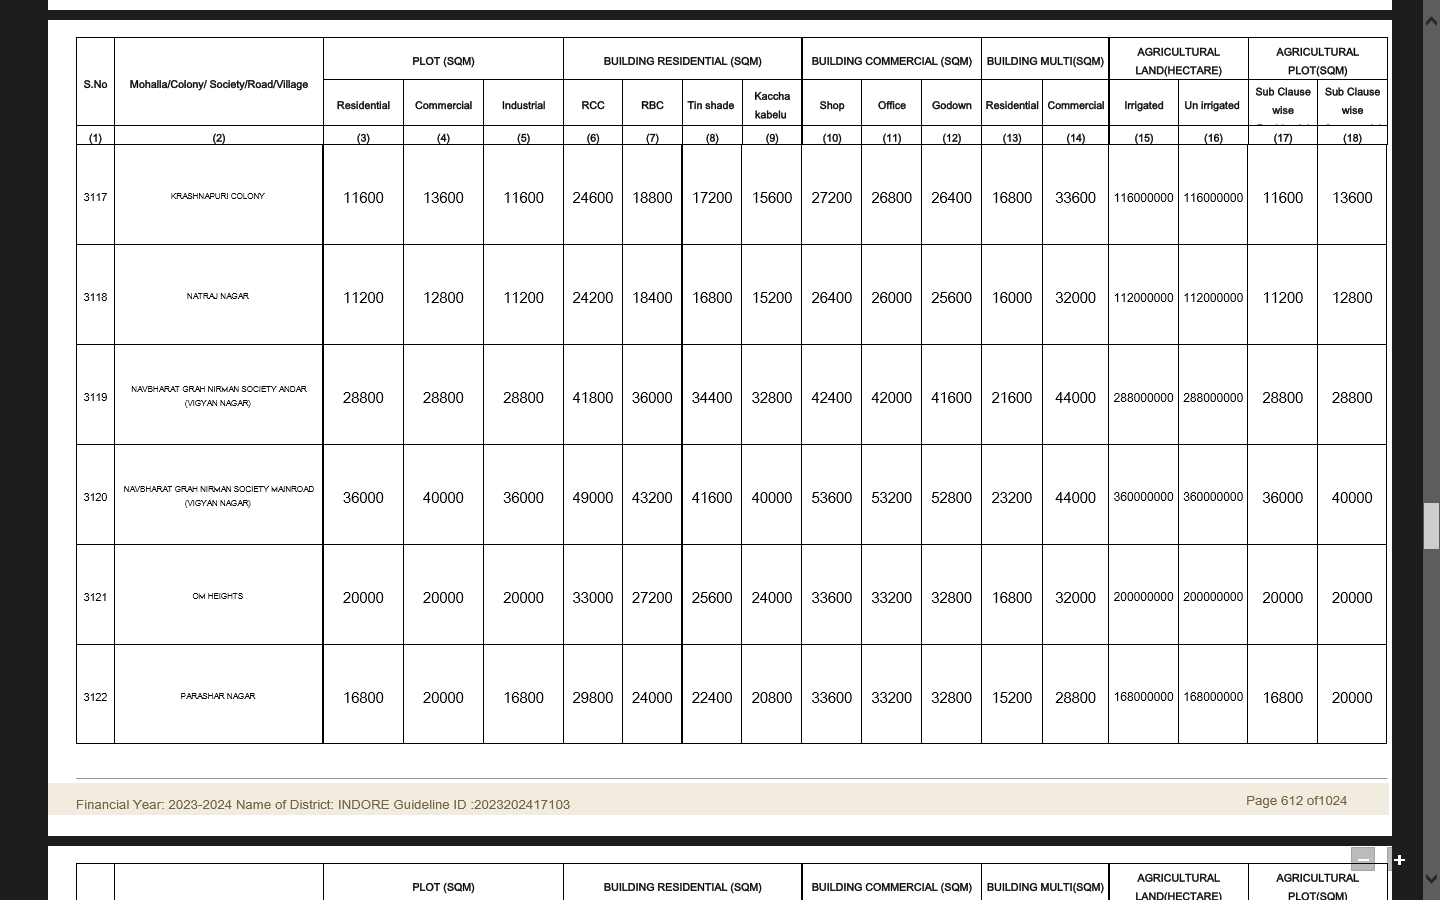 S.No Mohalla/Colony/ Society/Road/Village PLOT (SQM) BUILDING RESIDENTIAL (SQM) BUILDING COMMERCIAL (SQM) BUILDING MULTI(SQM) AGRICULTURAL LAND(HECTARE) AGRICULTURAL PLOT(SQM)
Residential Commercial Industrial RCC RBC Tin shade Kaccha kabelu Shop Office Godown Residential Commercial Irrigated Un irrigated Sub Clause wise Sub Clause wise
(1) (2) (3) (4) (5) (6) (7) (8) (9) (10) (11) (12) (13) (14) (15) (16) (17) (18)
3117 KRASHNAPURI COLONY 11600 13600 11600 24600 18800 17200 15600 27200 26800 26400 16800 33600 116000000 116000000 11600 13600
3118 NATRAJ NAGAR 11200 12800 11200 24200 18400 16800 15200 26400 26000 25600 16000 32000 112000000 112000000 11200 12800
3119 NAVBHARAT GRAH NIRMAN SOCIETY ANDAR (VIGYAN NAGAR) 28800 28800 28800 41800 36000 34400 32800 42400 42000 41600 21600 44000 288000000 288000000 28800 28800
3120 NAVBHARAT GRAH NIRMAN SOCIETY MAINROAD (VIGYAN NAGAR) 36000 40000 36000 49000 43200 41600 40000 53600 53200 52800 23200 44000 360000000 360000000 36000 40000
3121 OM HEIGHTS 20000 20000 20000 33000 27200 25600 24000 33600 33200 32800 16800 32000 200000000 200000000 20000 20000
3122 PARASHAR NAGAR 16800 20000 16800 29800 24000 22400 20800 33600 33200 32800 15200 28800 168000000 168000000 16800 20000
Financial Year: 2023-2024 Name of District: INDORE Guideline ID :2023202417103 Page 612 of1024
PLOT (SQM) BUILDING RESIDENTIAL (SQM) BUILDING COMMERCIAL (SQM) BUILDING MULTI(SQM) AGRICULTURAL LAND(HECTARE) AGRICULTURAL PLOT(SQM)